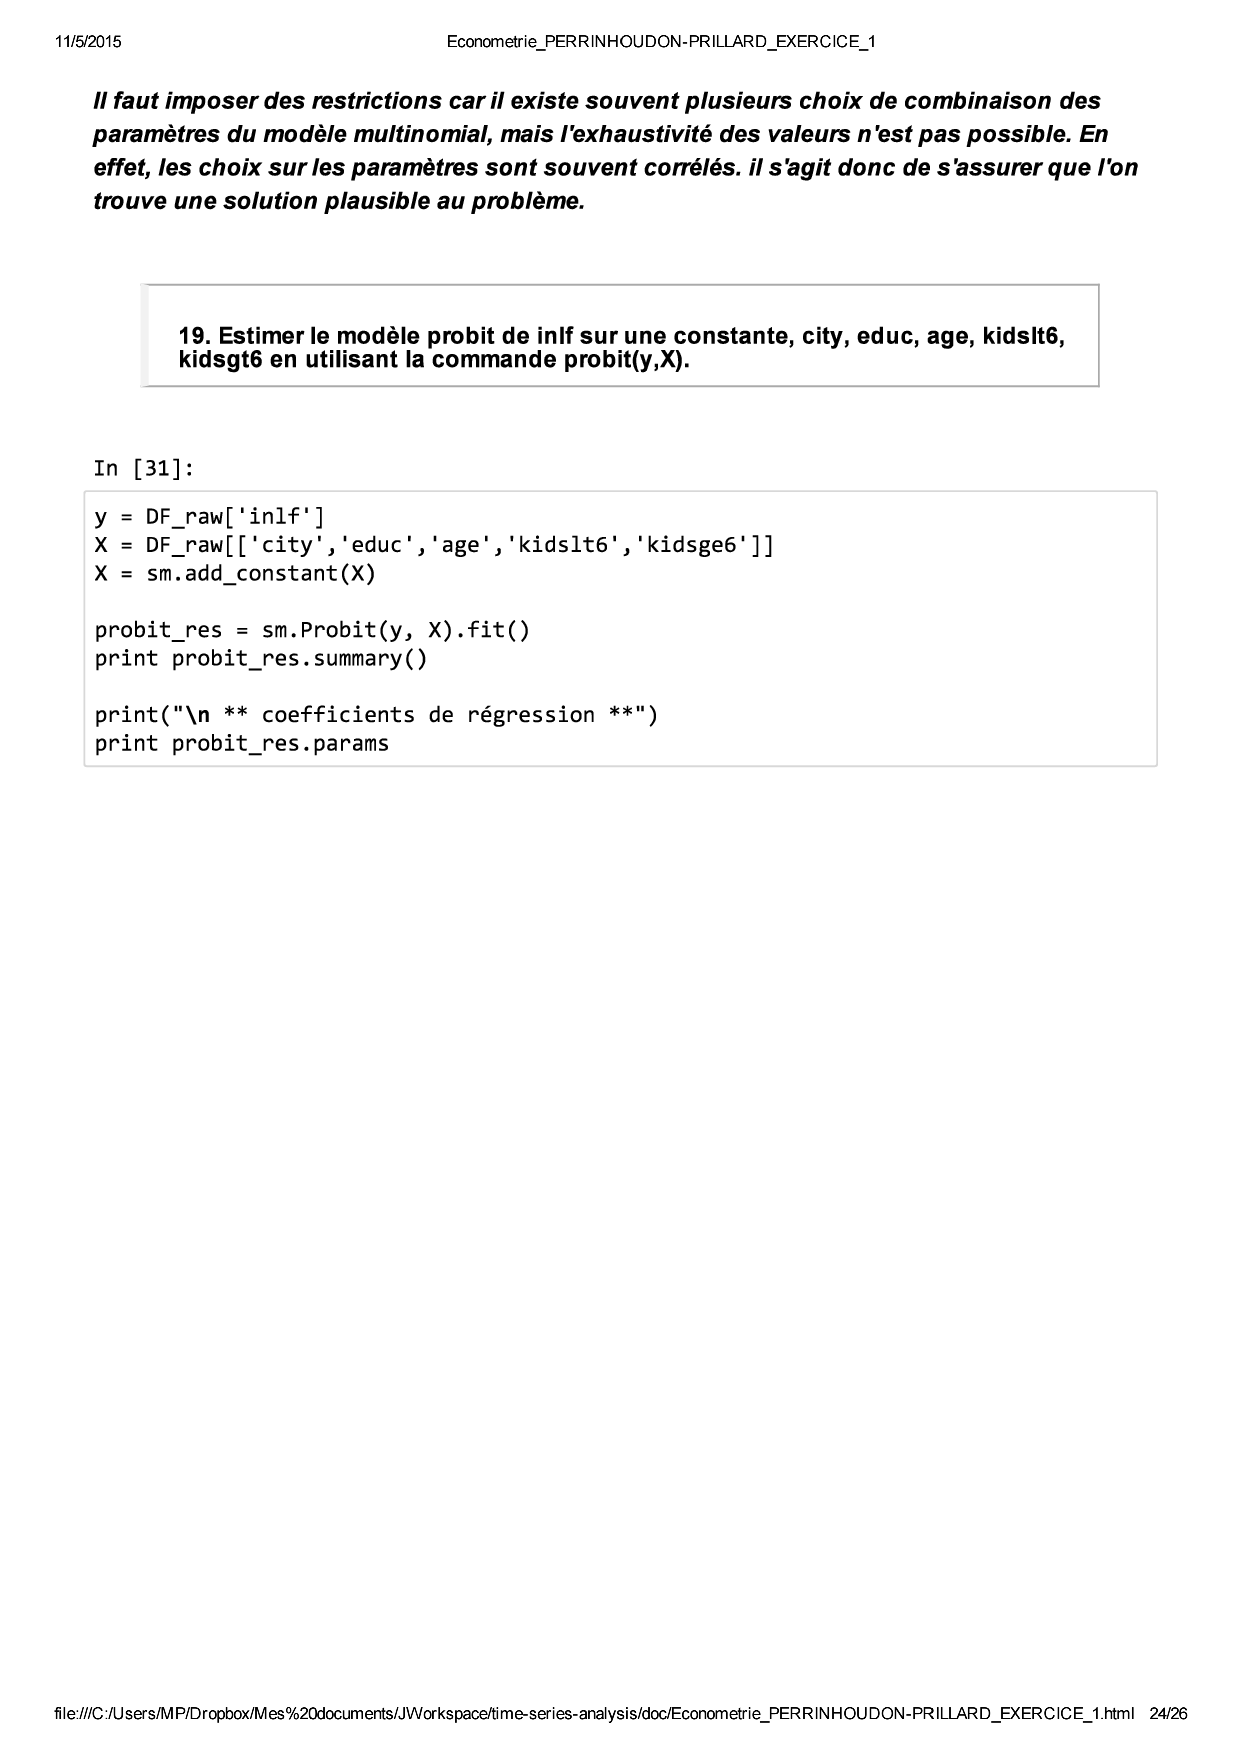 11/5/2015 Econometrie_PERRINHOUDON-PRILLARD_EXERCICE_1
Il faut imposer des restrictions car il existe souvent plusieurs choix de combinaison des
paramètres du modèle multinomial, mais l'exhaustivité des valeurs n'est pas possible. En
effet, les choix sur les paramètres sont souvent corrélés. il s'agit donc de s'assurer que l'on
trouve une solution plausible au problème.
19. Estimer le modèle probit de inlf sur une constante, city, educ, age, kidslt6,
kidsgt6 en utilisant la commande probit(y,X).
In [31]:
y = DF_raw['inlf']
X = DF_raw[['city','educ','age','kidslt6','kidsge6']]
X = sm.add_constant(X)
probit_res = sm.Probit(y, X).fit()
print probit_res.summary()
print("\n ** coefficients de régression **")
print probit_res.params
file:///C:/Users/MP/Dropbox/Mes%20documents/JWorkspace/time-series-analysis/doc/Econometrie_PERRINHOUDON-PRILLARD_EXERCICE_1.html 24/26